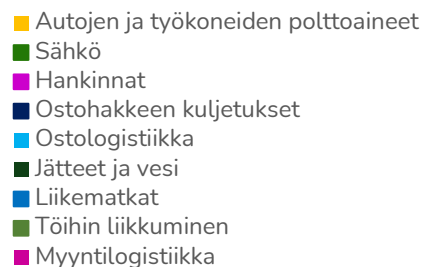 Autojen ja työkoneiden polttoaineet
Sähkö
Hankinnat
Ostohakkeen kuljetukset
Ostologistiikka
Jätteet ja vesi
Liikematkat
Töihin liikkuminen
Myyntilogistiikka